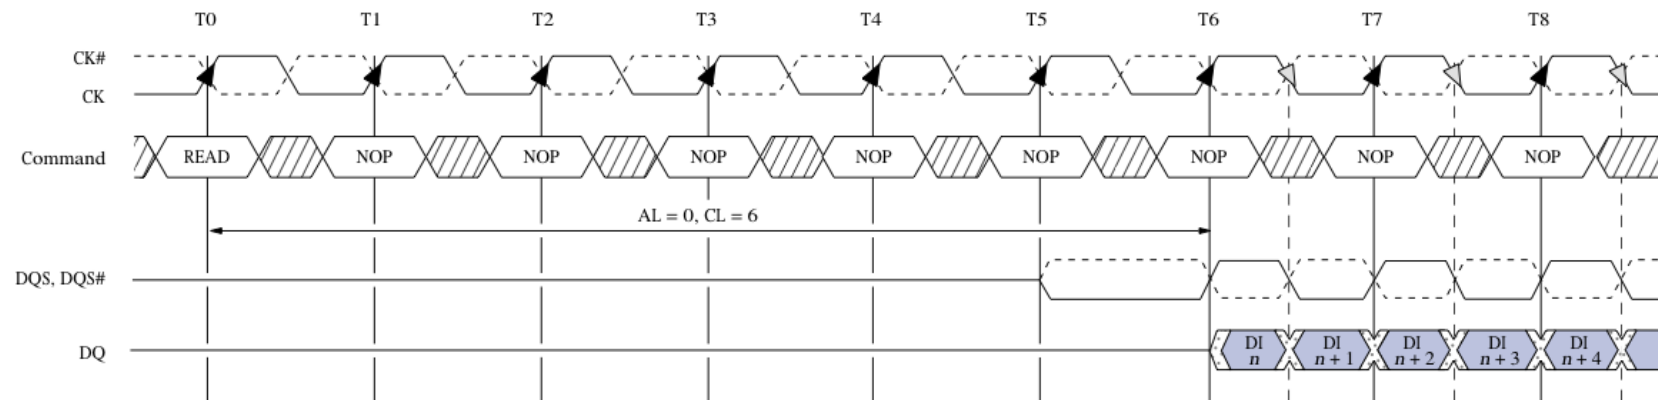 T0 T1 T2 T3 T4 T5 T6 T7 T8
CK#
CK
Command READ NOP NOP NOP NOP NOP NOP NOP NOP
AL = 0, CL = 6
DQS, DQS#
DQ
DI n
DI n + 1
DI n + 2
DI n + 3
DI n + 4